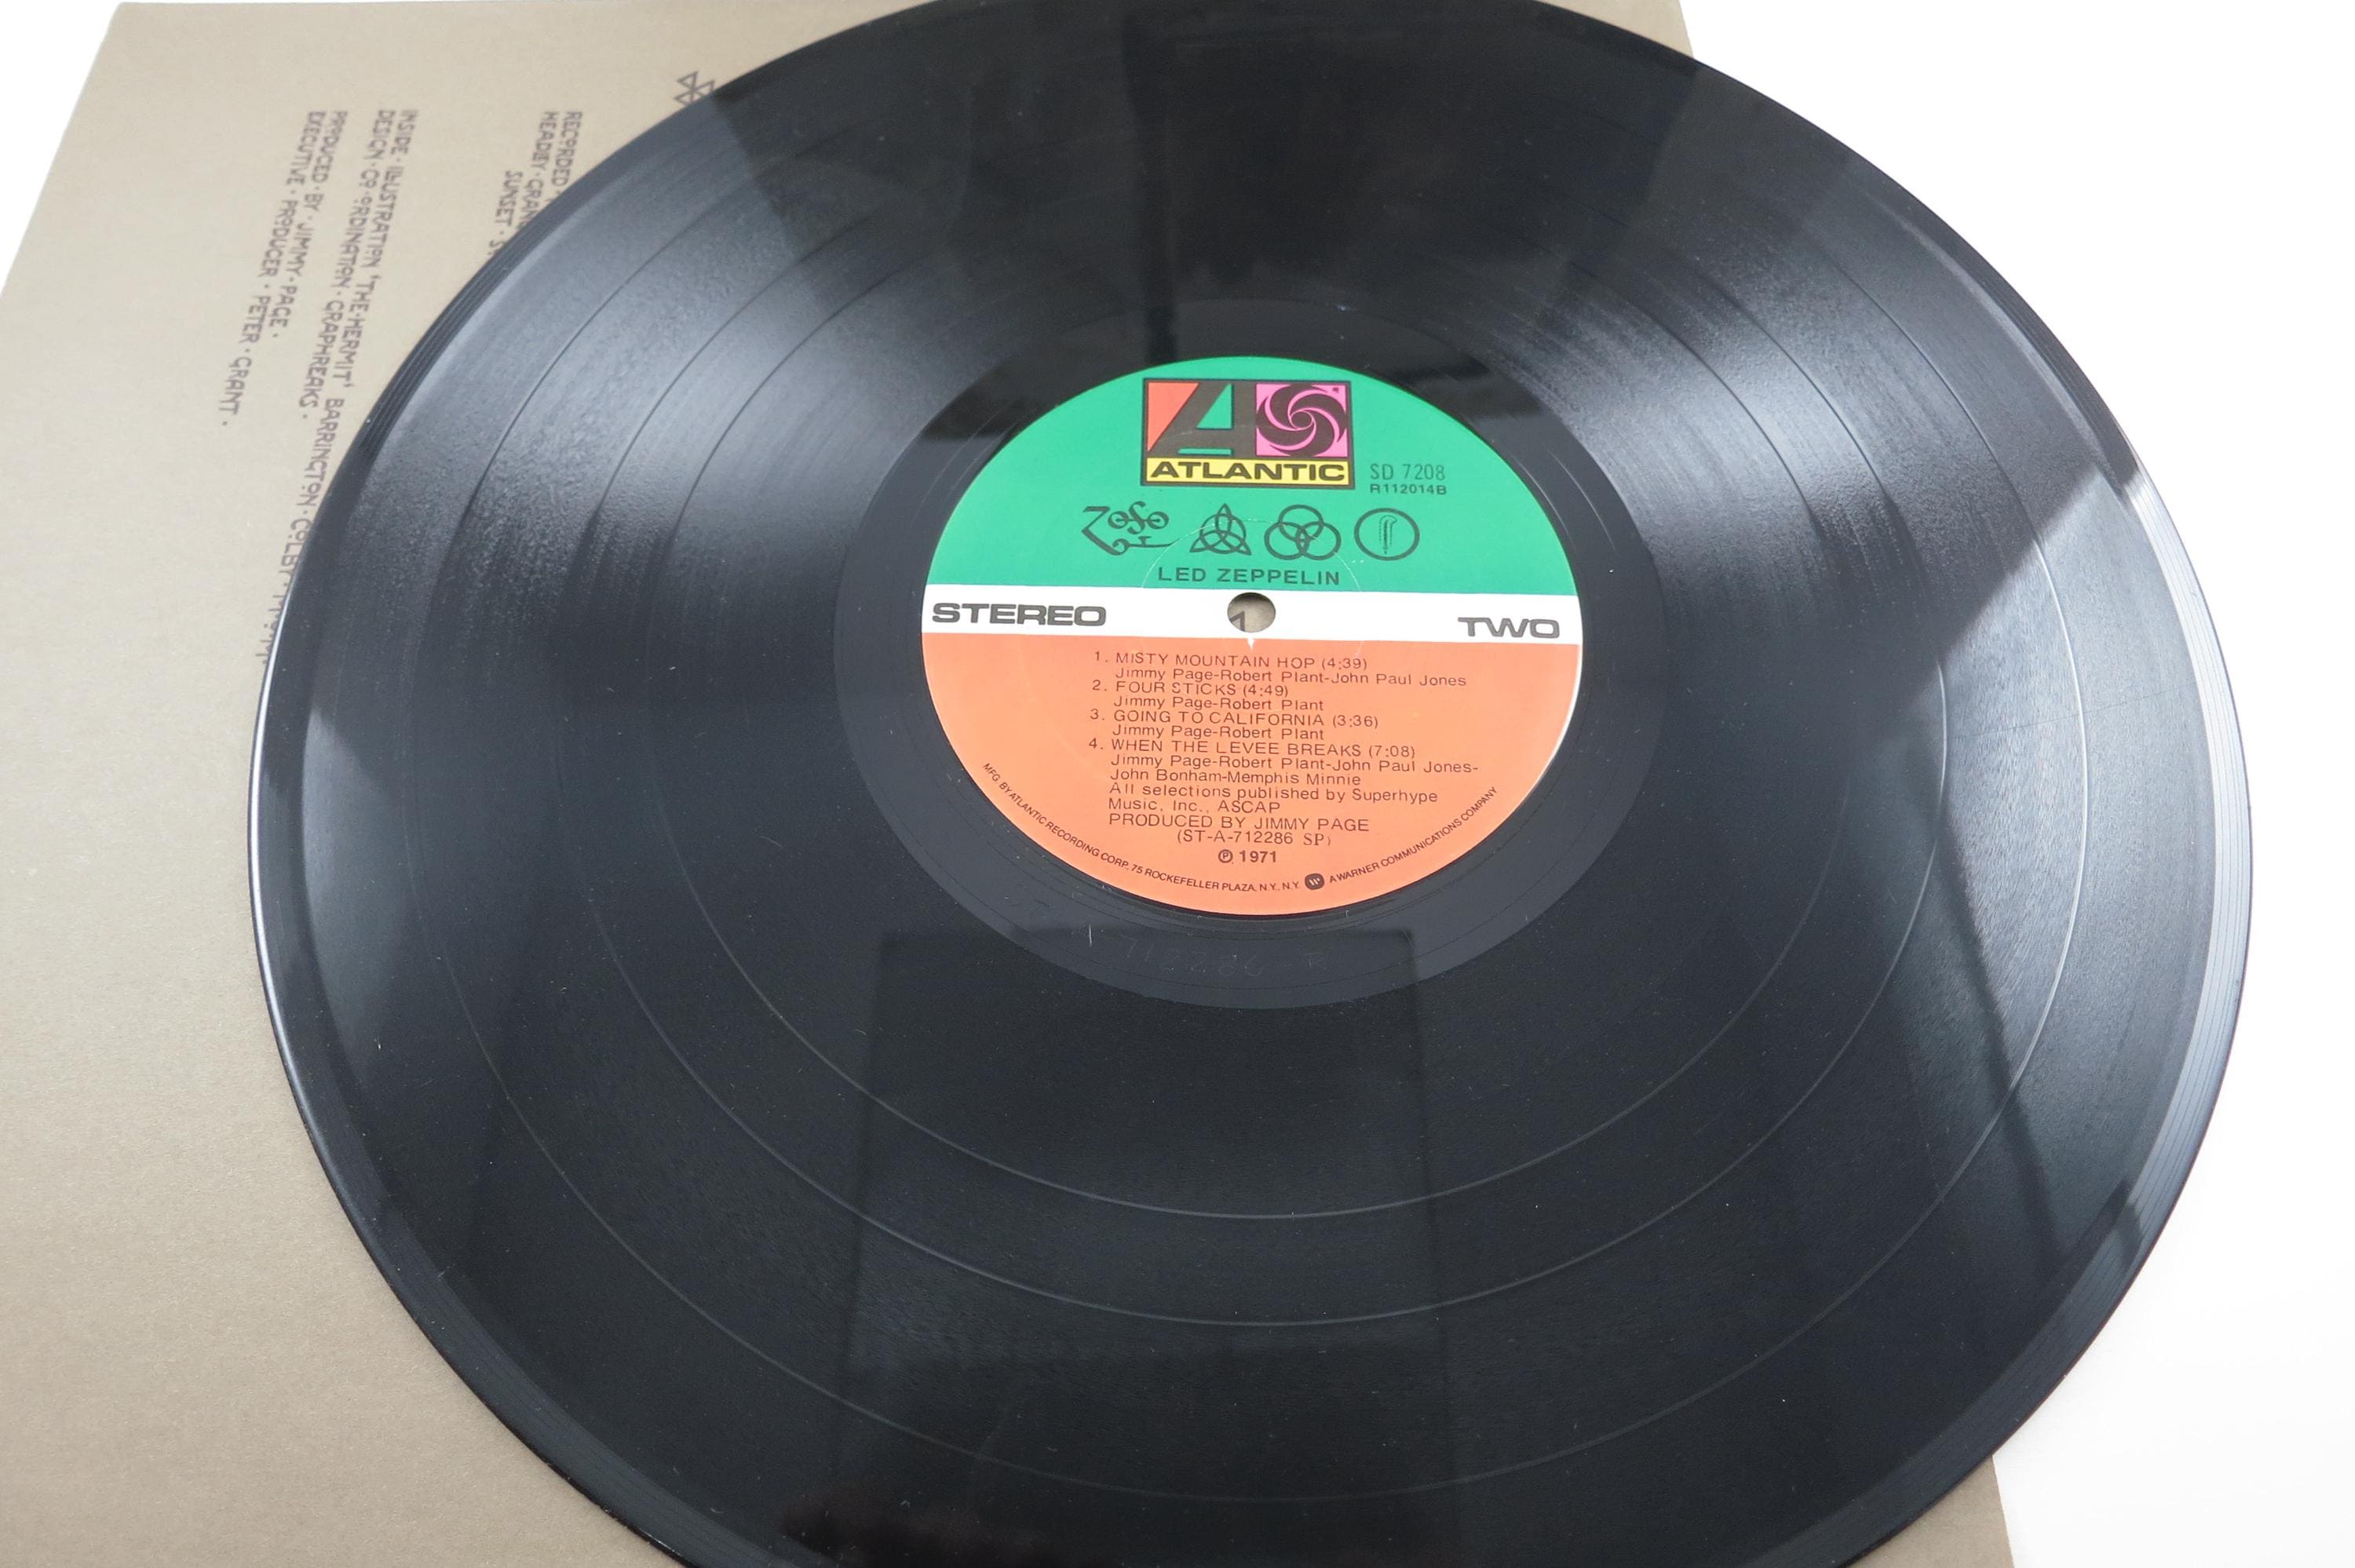 ATLANTIC
SD 7208
R112014B
LED ZEPPELIN
STEREO
TWO
1. MISTY MOUNTAIN HOP (4:39)
Jimmy Page-Robert Plant-John Paul Jones
2. FOUR STICKS (4:49)
Jimmy Page-Robert Plant
3. GOING TO CALIFORNIA (3:36)
Jimmy Page-Robert Plant
4. WHEN THE LEVEE BREAKS (7:08)
Jimmy Page-Robert Plant-John Paul Jones-
John Bonham-Memphis Minnie
All selections published by Superhype
Music, Inc., ASCAP
PRODUCED BY JIMMY PAGE
(ST-A-712286 SP)
℗ 1971
MFG. BY ATLANTIC RECORDING CORP. 75 ROCKEFELLER PLAZA, N.Y. N.Y. A WARNER COMMUNICATIONS COMPANY
RECORDED
HEADLEY · GRAN
SUNSET ·
INSIDE · ILLUSTRATION 'THE · HERMIT' BARRINGTON · COLBY ·
DESIGN · CO · ORDINATION · GRAPHREAKS ·
PRODUCED · BY · JIMMY · PAGE ·
EXECUTIVE · PRODUCER · PETER · GRANT ·